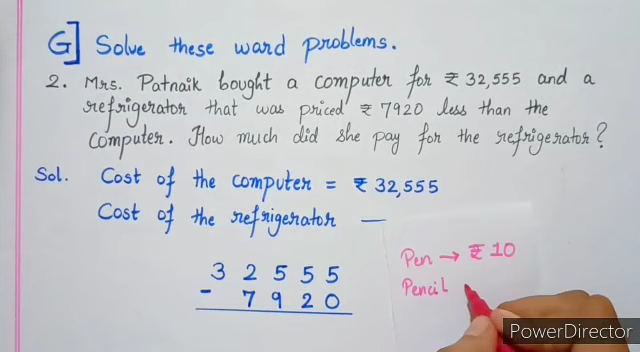 G] Solve these word problems.
2. Mrs. Patnaik bought a computer for ₹ 32,555 and a
refrigerator that was priced ₹ 7920 less than the
computer. How much did she pay for the refrigerator?
Sol. Cost of the computer = ₹ 32,555
Cost of the refrigerator —
Pen → ₹ 10
3 2 5 5 5
Pencil
- 7 9 2 0
PowerDirector